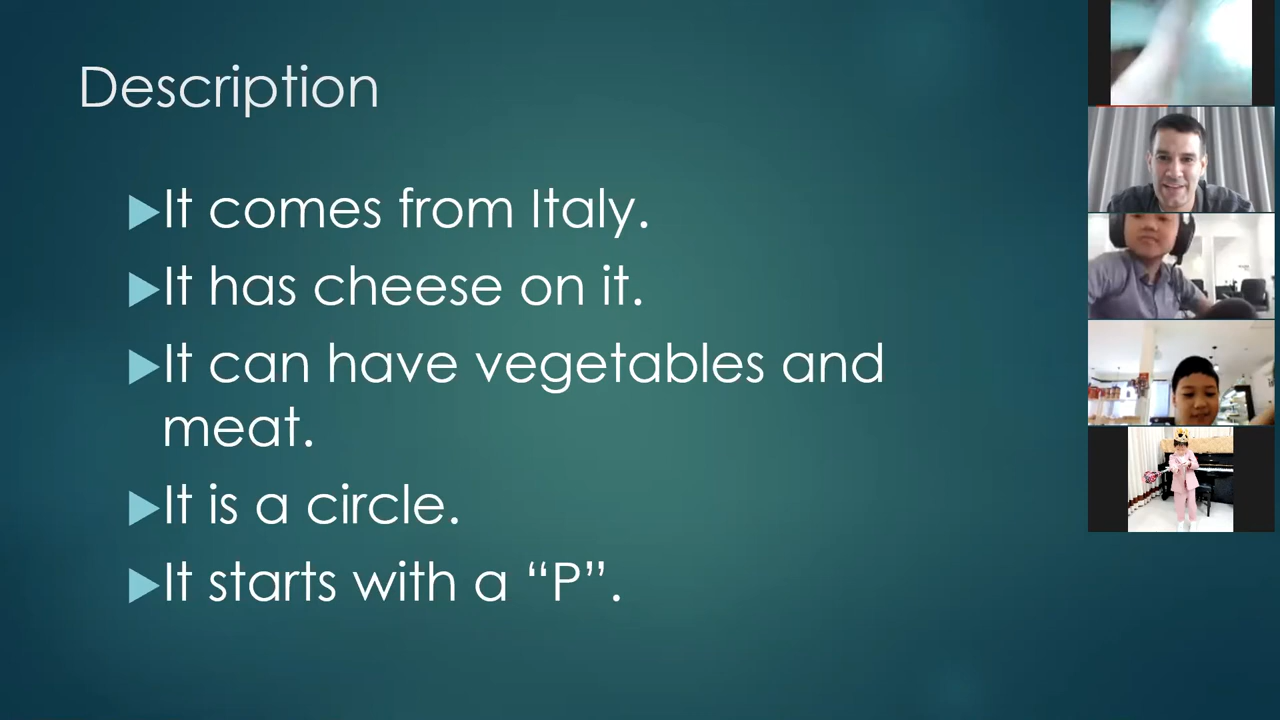 Description
It comes from Italy.
It has cheese on it.
It can have vegetables and
meat.
It is a circle.
It starts with a “P”.